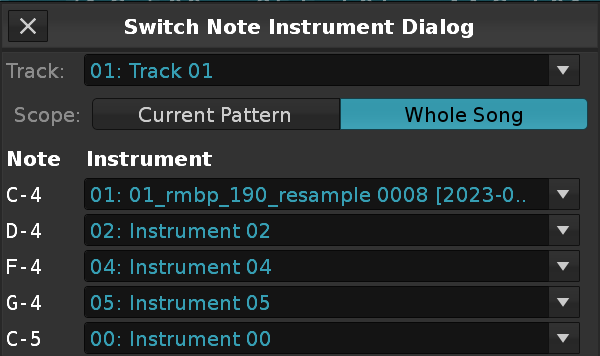 Switch Note Instrument Dialog
Track: 01: Track 01
Scope: Current Pattern Whole Song
Note Instrument
C-4 01: 01_rmbp_190_resample 0008 [2023-0..
D-4 02: Instrument 02
F-4 04: Instrument 04
G-4 05: Instrument 05
C-5 00: Instrument 00